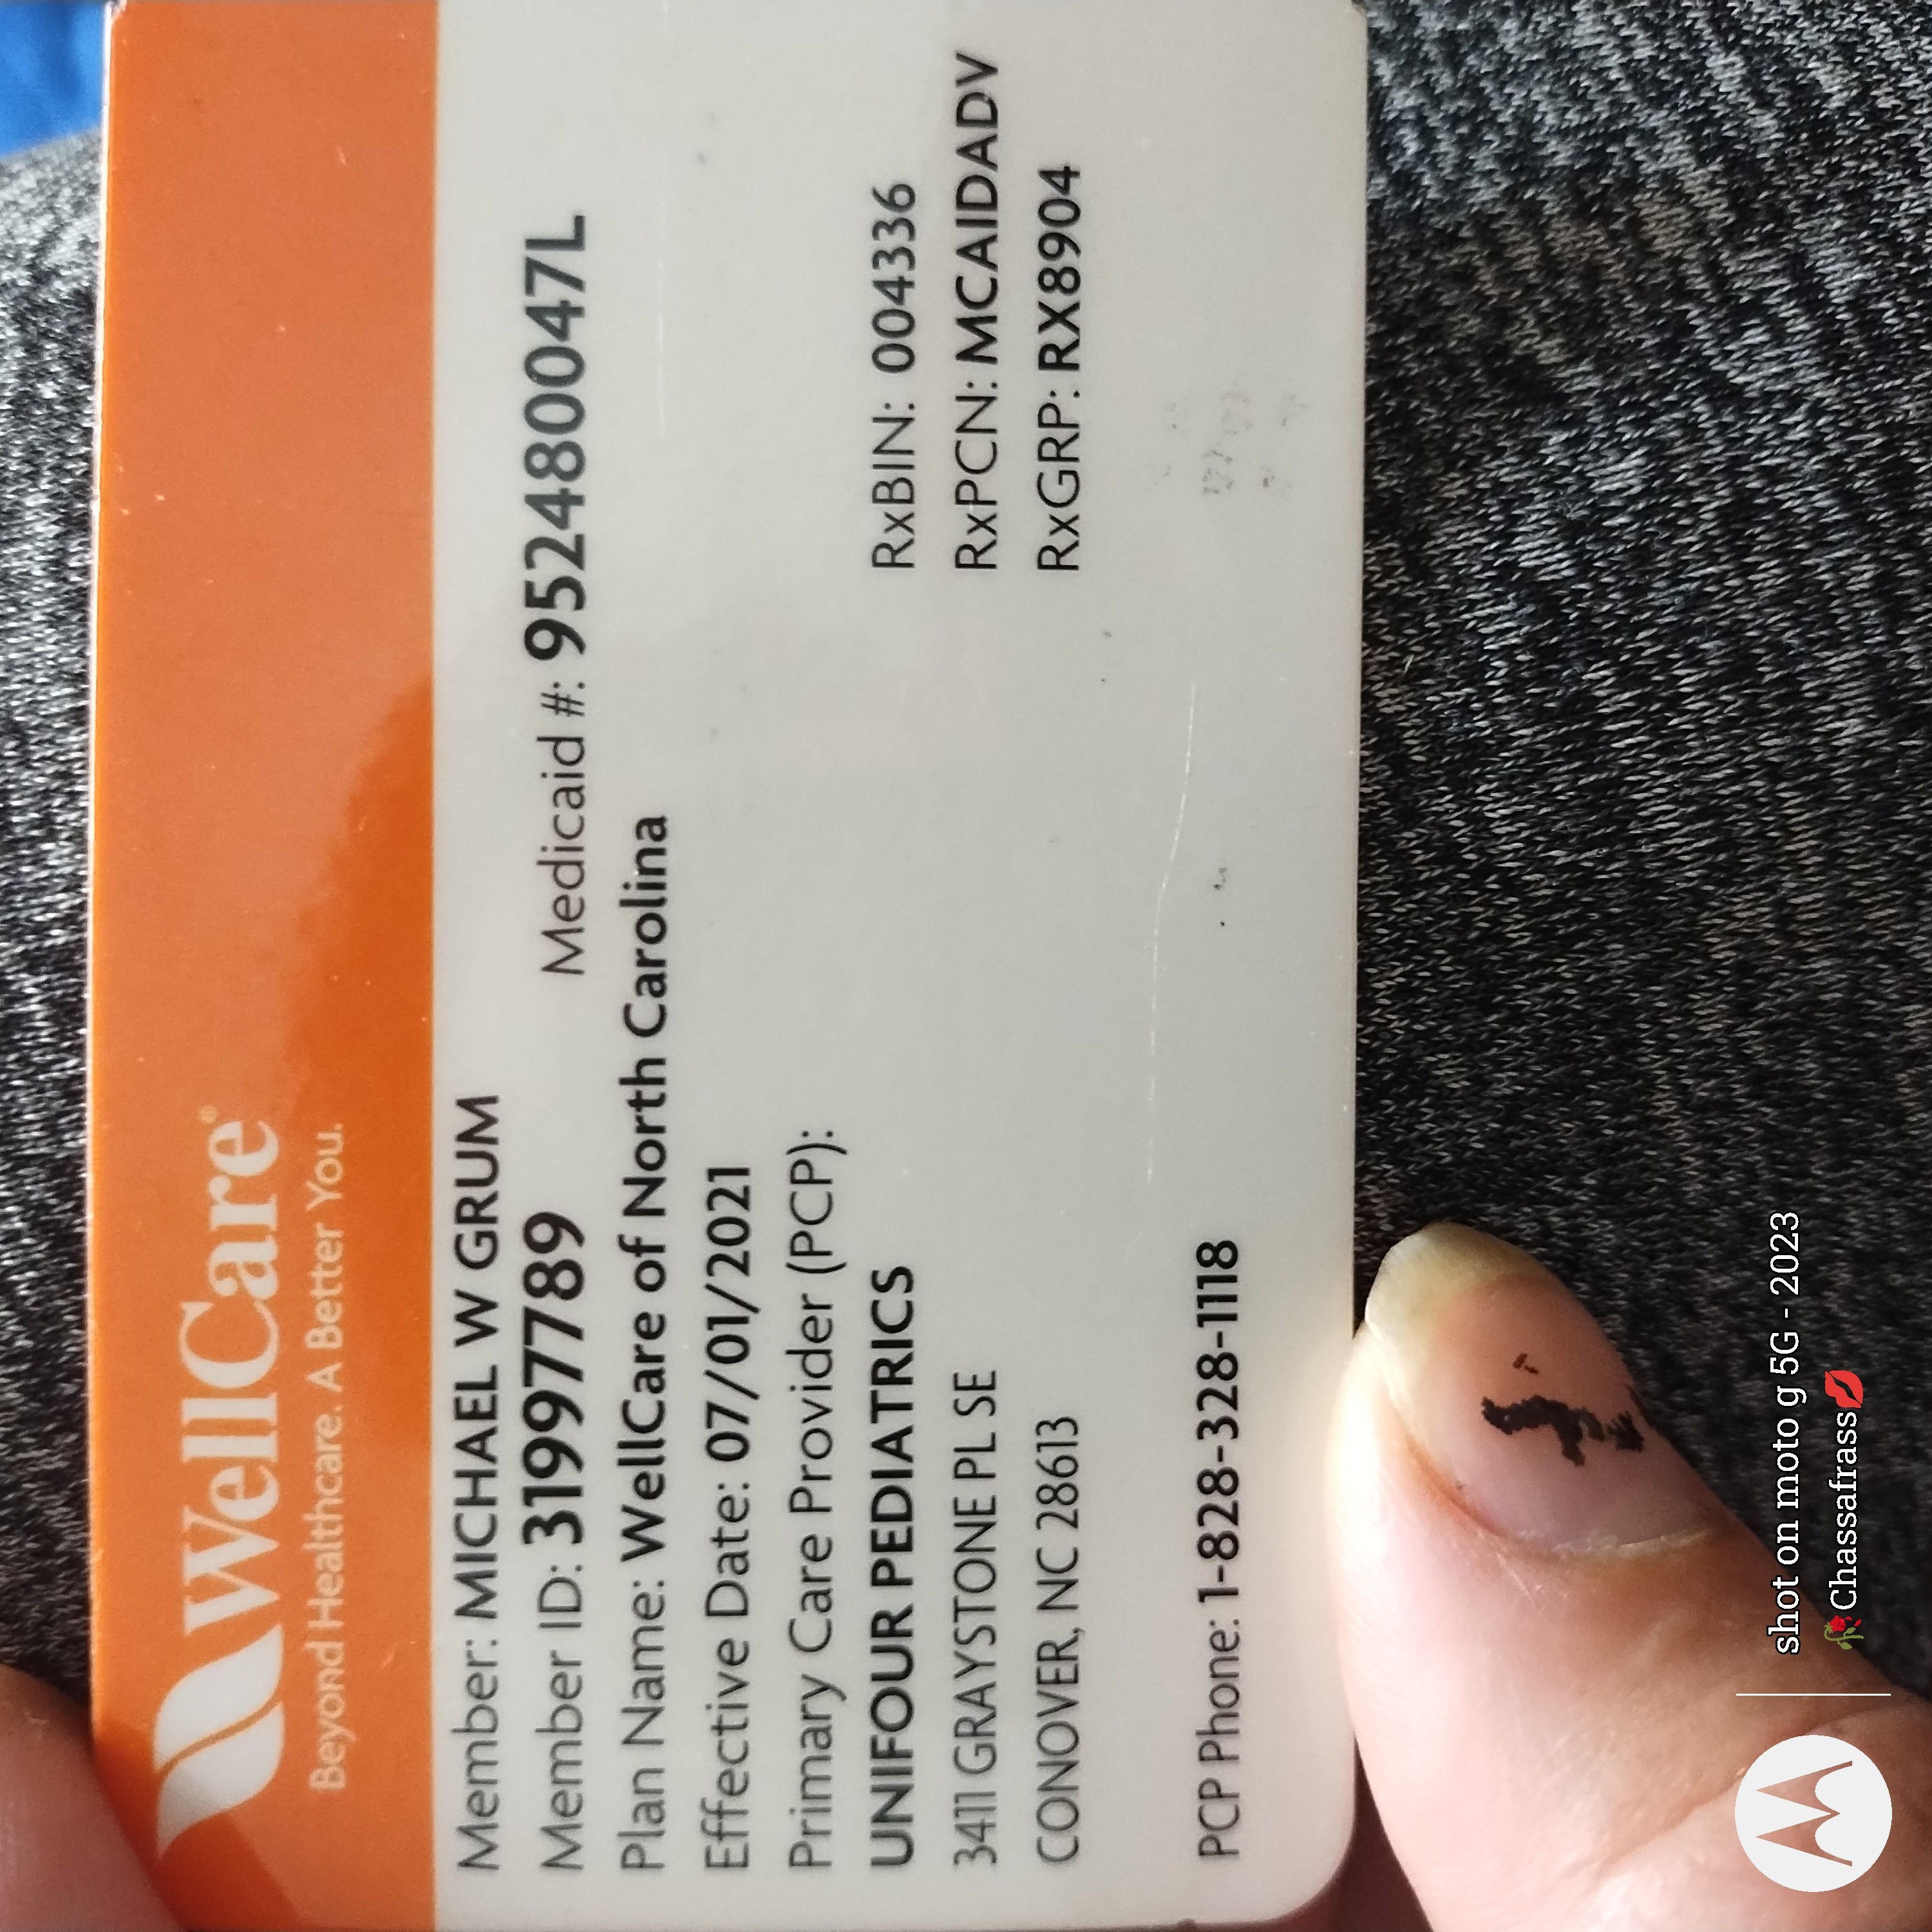 WellCare®
Beyond Healthcare. A Better You.
Member: MICHAEL W GRUM
Member ID: 31997789 Medicaid #: 952480047L
Plan Name: WellCare of North Carolina
Effective Date: 07/01/2021
Primary Care Provider (PCP):
UNIFOUR PEDIATRICS RxBIN: 004336
3411 GRAYSTONE PL SE RxPCN: MCAIDADV
CONOVER, NC 28613 RxGRP: RX8904
PCP Phone: 1-828-328-1118
shot on moto g 5G - 2023
🥀Chassafrass💋